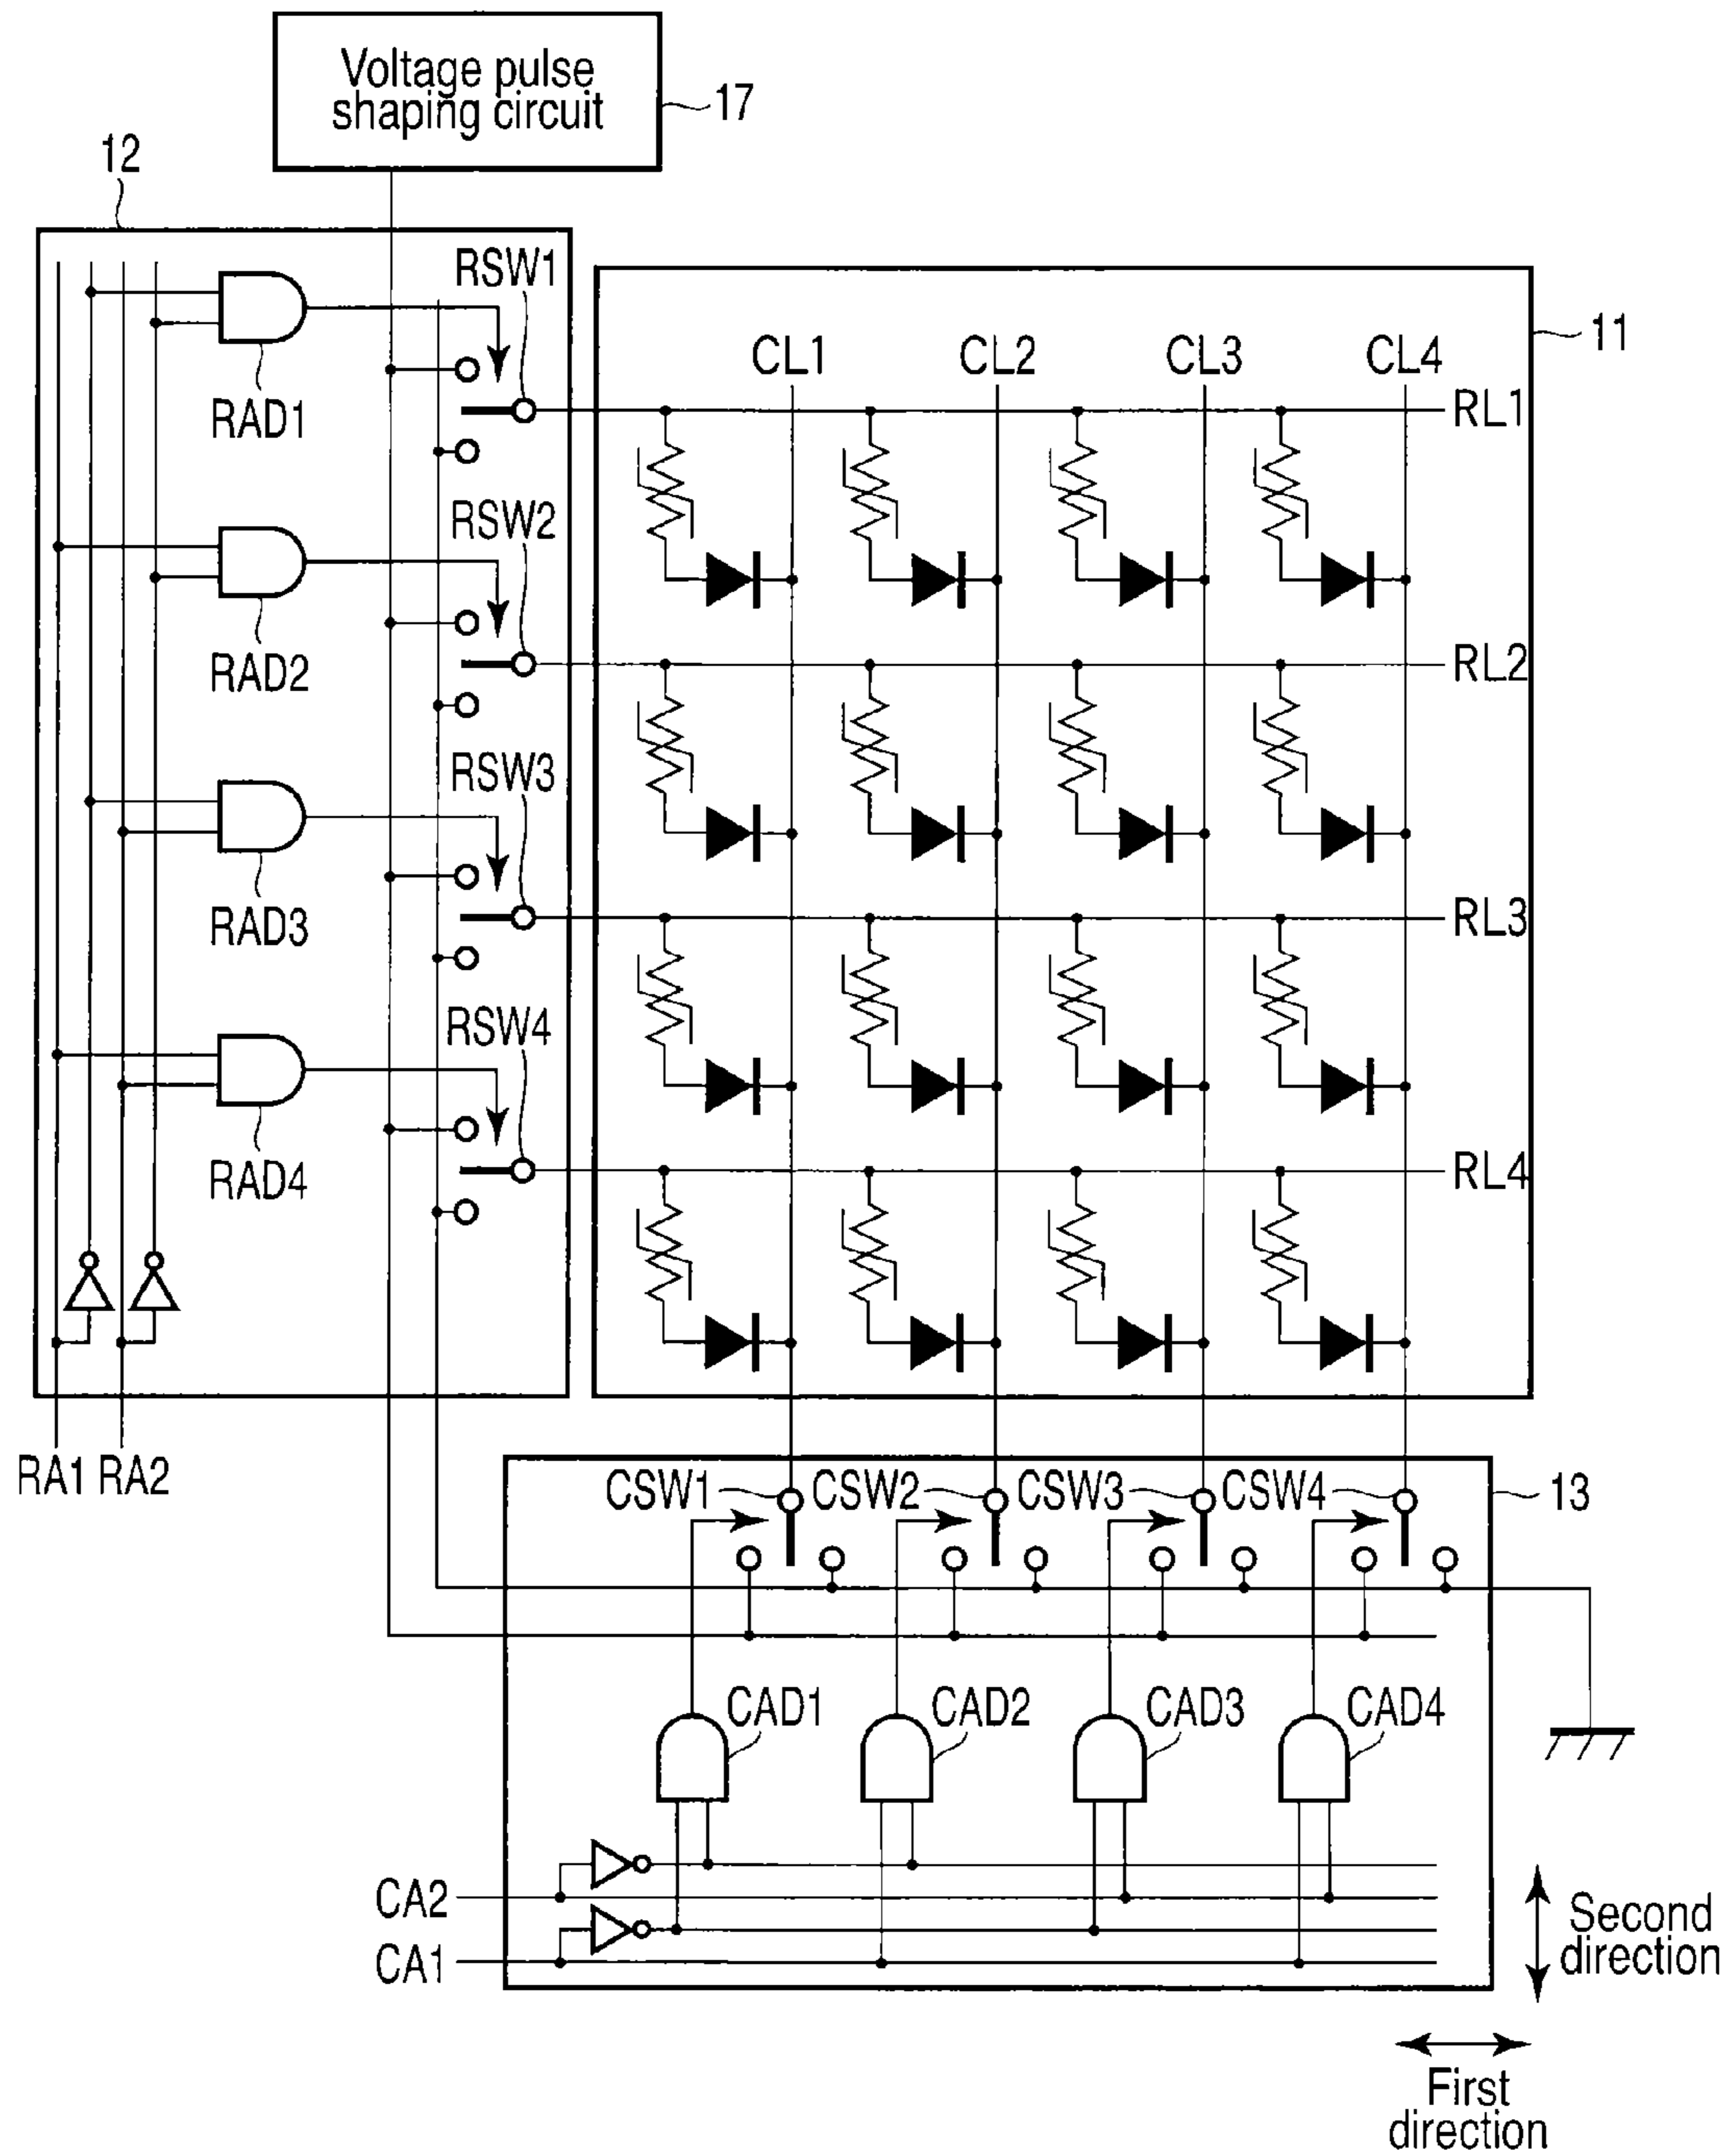 Voltage pulse
shaping circuit
17
12
RSW1
11
CL1 CL2 CL3 CL4
RAD1
RL1
RSW2
RAD2
RL2
RSW3
RAD3
RL3
RSW4
RAD4
RL4
RA1 RA2
CSW1 CSW2 CSW3 CSW4
13
CAD1 CAD2 CAD3 CAD4
CA2
CA1
Second
direction
First
direction